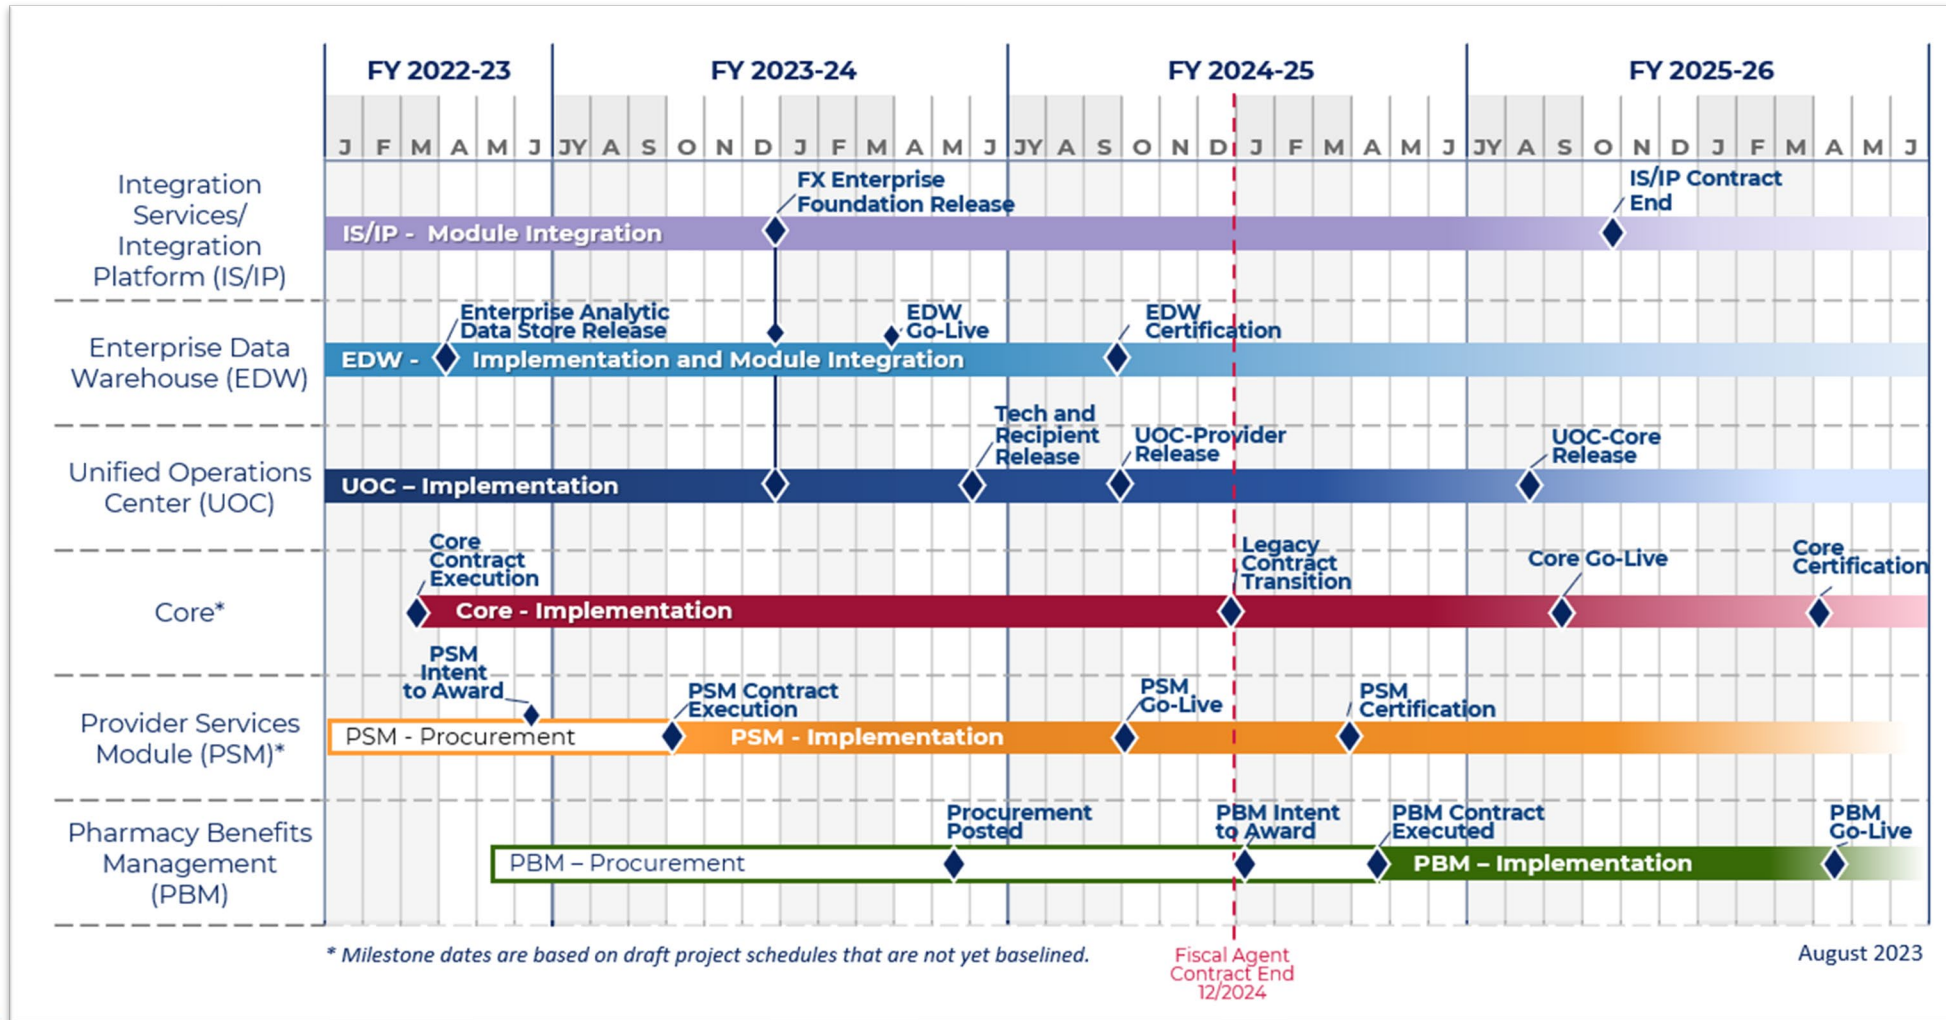 FY 2022-23 FY 2023-24 FY 2024-25 FY 2025-26
J F M A M J JY A S O N D J F M A M J JY A S O N D J F M A M J JY A S O N D J F M A M J
Integration
Services/
Integration
Platform (IS/IP)
FX Enterprise
Foundation Release
IS/IP Contract
End
IS/IP - Module Integration
Enterprise Data
Warehouse (EDW)
Enterprise Analytic
Data Store Release
EDW
Go-Live
EDW
Certification
EDW - Implementation and Module Integration
Unified Operations
Center (UOC)
Tech and
Recipient
Release
UOC-Provider
Release
UOC-Core
Release
UOC – Implementation
Core*
Core
Contract
Execution
Legacy
Contract
Transition
Core Go-Live
Core
Certification
Core - Implementation
Provider Services
Module (PSM)*
PSM
Intent
to Award
PSM Contract
Execution
PSM
Go-Live
PSM
Certification
PSM - Procurement
PSM - Implementation
Pharmacy Benefits
Management
(PBM)
Procurement
Posted
PBM Intent
to Award
PBM Contract
Executed
PBM
Go-Live
PBM – Procurement
PBM – Implementation
* Milestone dates are based on draft project schedules that are not yet baselined.
Fiscal Agent
Contract End
12/2024
August 2023